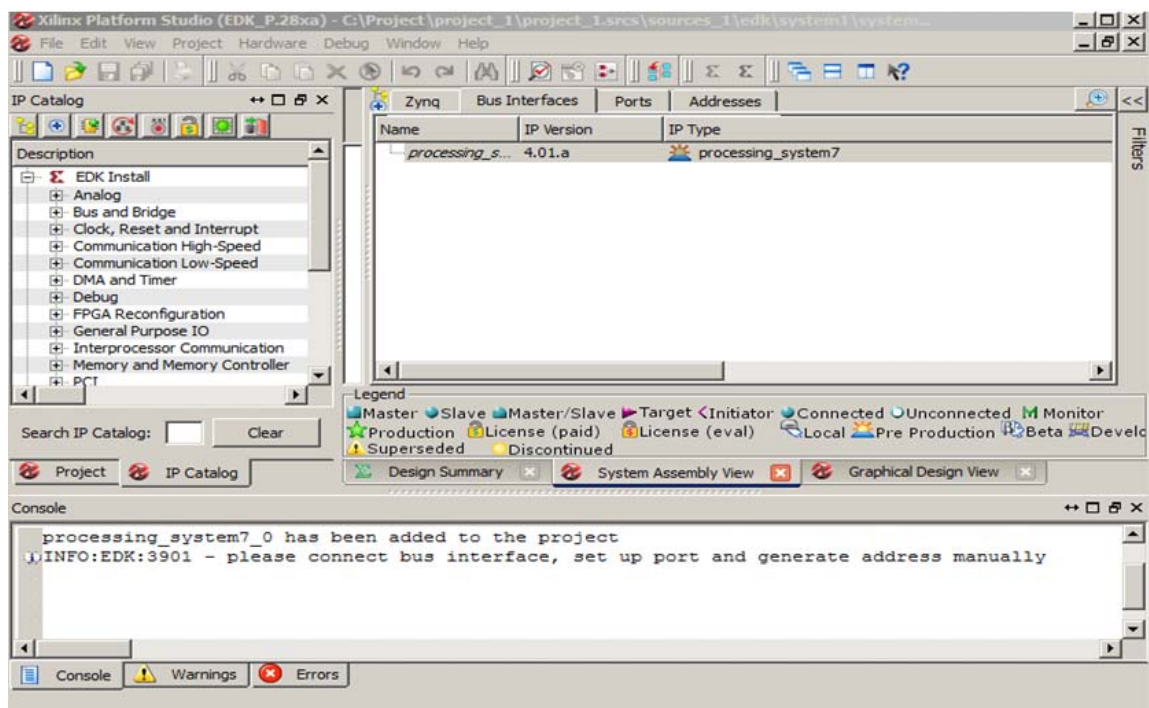 Xilinx Platform Studio (EDK_P.28xa) - C:\Project\project_1\project_1.srcs\sources_1\edk\system1\system...
File Edit View Project Hardware Debug Window Help
IP Catalog
Description
EDK Install
Analog
Bus and Bridge
Clock, Reset and Interrupt
Communication High-Speed
Communication Low-Speed
DMA and Timer
Debug
FPGA Reconfiguration
General Purpose IO
Interprocessor Communication
Memory and Memory Controller
PCI
Search IP Catalog: Clear
Project IP Catalog
Zynq Bus Interfaces Ports Addresses
<<
Filters
Name IP Version IP Type
processing_s... 4.01.a processing_system7
Legend
Master Slave Master/Slave Target Initiator Connected Unconnected M Monitor
Production License (paid) License (eval) Local Pre Production Beta Develo
Superseded Discontinued
Design Summary System Assembly View Graphical Design View
Console
processing_system7_0 has been added to the project
INFO:EDK:3901 - please connect bus interface, set up port and generate address manually
Console Warnings Errors